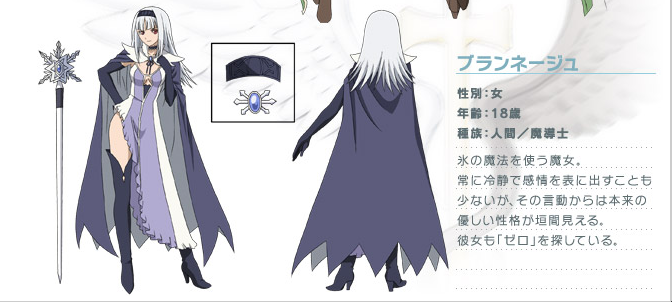 ブランネージュ
性別：女
年齢：18歳
種族：人間／魔導士
氷の魔法を使う魔女。
常に冷静で感情を表に出すことも
少ないが、その言動からは本来の
優しい性格が垣間見える。
彼女も「ゼロ」を探している。